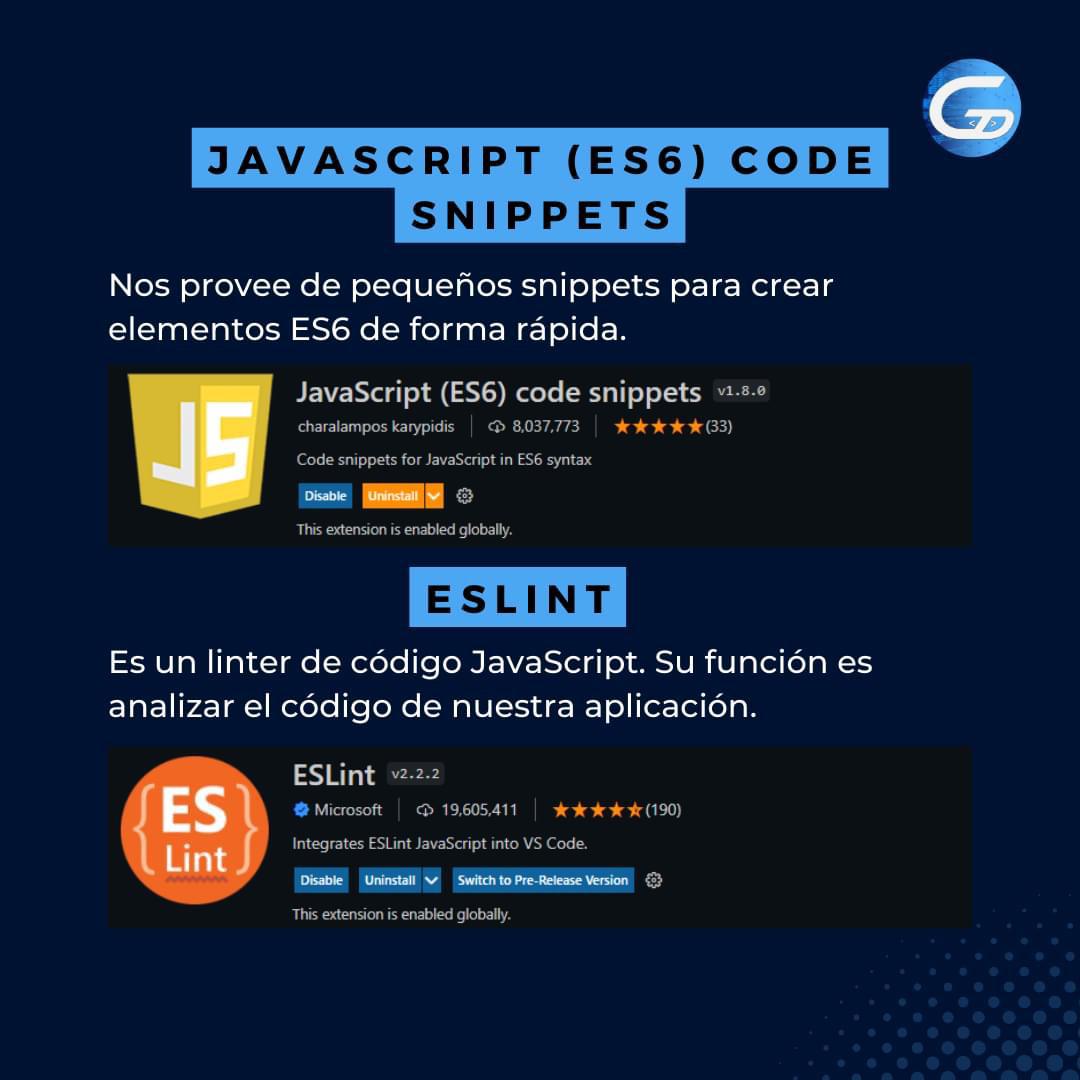 JAVASCRIPT (ES6) CODE
SNIPPETS
Nos provee de pequeños snippets para crear
elementos ES6 de forma rápida.
JS
JavaScript (ES6) code snippets v1.8.0
charalampos karypidis 8,037,773 ★★★★★(33)
Code snippets for JavaScript in ES6 syntax
Disable Uninstall
This extension is enabled globally.
ESLINT
Es un linter de código JavaScript. Su función es
analizar el código de nuestra aplicación.
{ES}
Lint
ESLint v2.2.2
Microsoft 19,605,411 (190)
Integrates ESLint JavaScript into VS Code.
Disable Uninstall Switch to Pre-Release Version
This extension is enabled globally.